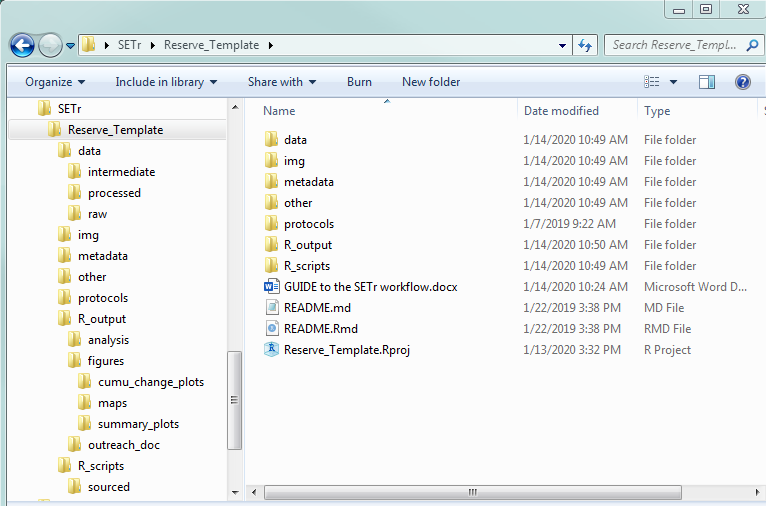 SETr Reserve_Template
Search Reserve_Templ...
Organize Include in library Share with Burn New folder
SETr
Reserve_Template
data
intermediate
processed
raw
img
metadata
other
protocols
R_output
analysis
figures
cumu_change_plots
maps
summary_plots
outreach_doc
R_scripts
sourced
Name Date modified Type
data 1/14/2020 10:49 AM File folder
img 1/14/2020 10:49 AM File folder
metadata 1/14/2020 10:49 AM File folder
other 1/14/2020 10:49 AM File folder
protocols 1/7/2019 9:22 AM File folder
R_output 1/14/2020 10:50 AM File folder
R_scripts 1/14/2020 10:49 AM File folder
GUIDE to the SETr workflow.docx 1/14/2020 10:24 AM Microsoft Word D...
README.md 1/22/2019 3:38 PM MD File
README.Rmd 1/22/2019 3:38 PM RMD File
Reserve_Template.Rproj 1/13/2020 3:32 PM R Project